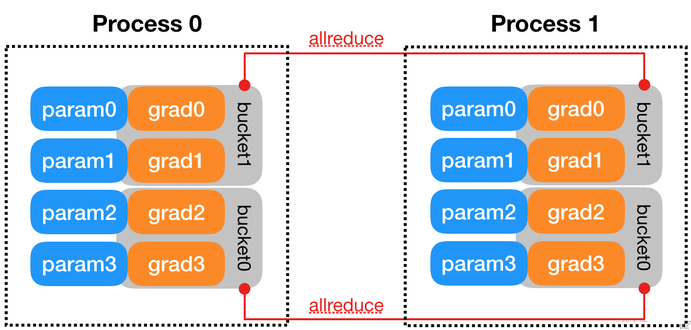 Process 0
Process 1
allreduce
param0 grad0
param1 grad1
bucket1
param2 grad2
param3 grad3
bucket0
param0 grad0
param1 grad1
bucket1
param2 grad2
param3 grad3
bucket0
allreduce